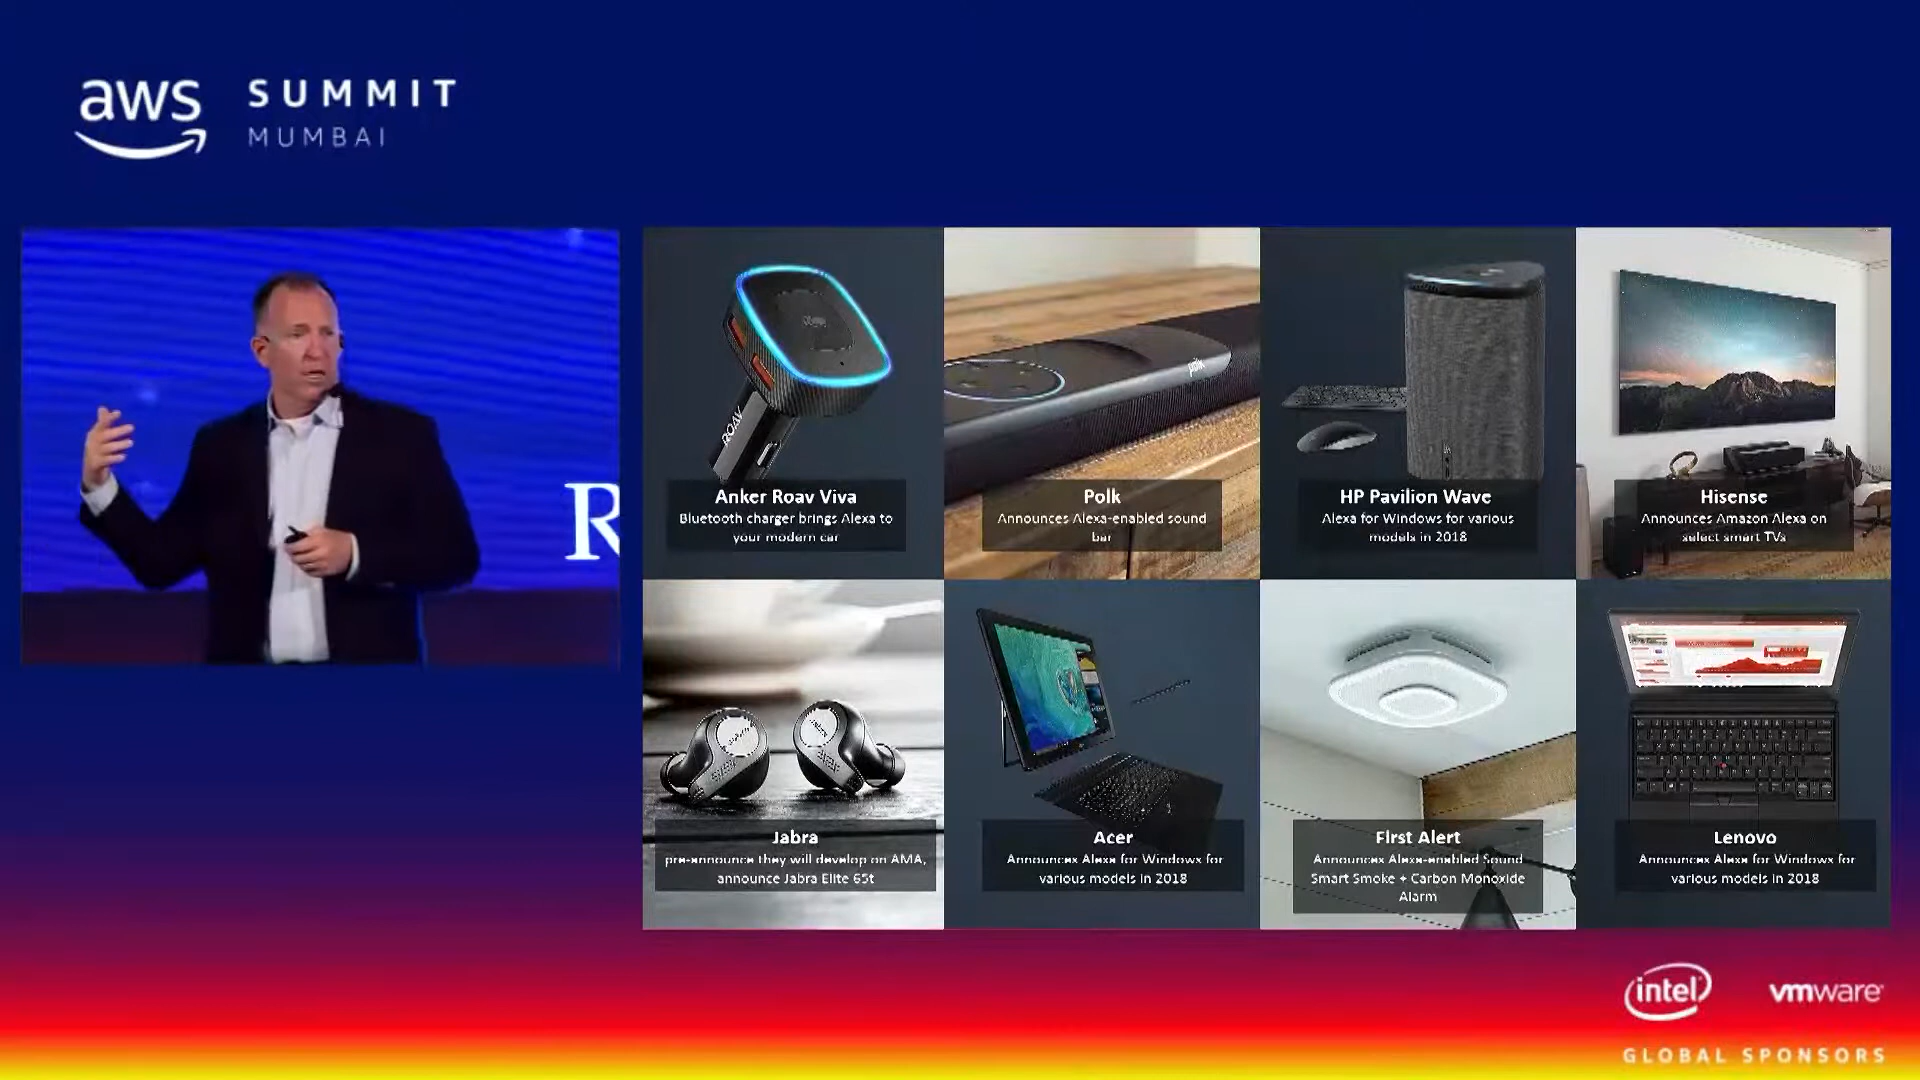 aws SUMMIT
MUMBAI
R
ROAV
Anker Roav Viva
Bluetooth charger brings Alexa to
your modern car
polk
Polk
Announces Alexa-enabled sound
bar
HP Pavilion Wave
Alexa for Windows for various
models in 2018
Hisense
Announces Amazon Alexa on
select smart TVs
Jabra
pre-announce they will develop on AMA,
announce Jabra Elite 65t
Acer
Announces Alexa for Windows for
various models in 2018
First Alert
Announces Alexa-enabled Sound
Smart Smoke + Carbon Monoxide
Alarm
Lenovo
Announces Alexa for Windows for
various models in 2018
intel vmware
GLOBAL SPONSORS